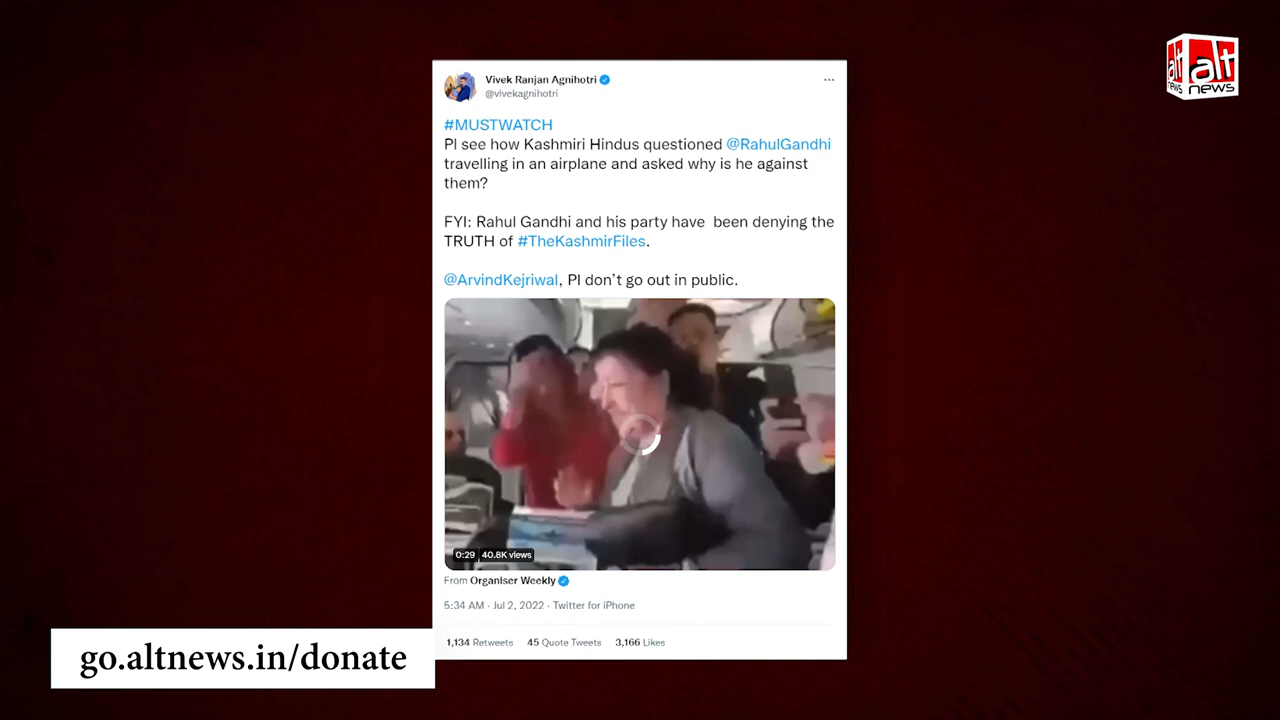 Vivek Ranjan Agnihotri
@vivekagnihotri
#MUSTWATCH
Pl see how Kashmiri Hindus questioned @RahulGandhi
travelling in an airplane and asked why is he against
them?
FYI: Rahul Gandhi and his party have been denying the
TRUTH of #TheKashmirFiles.
@ArvindKejriwal, Pl don't go out in public.
0:29 40.8K views
From Organiser Weekly
5:34 AM · Jul 2, 2022 · Twitter for iPhone
1,134 Retweets 45 Quote Tweets 3,166 Likes
alt news
alt
news
go.altnews.in/donate